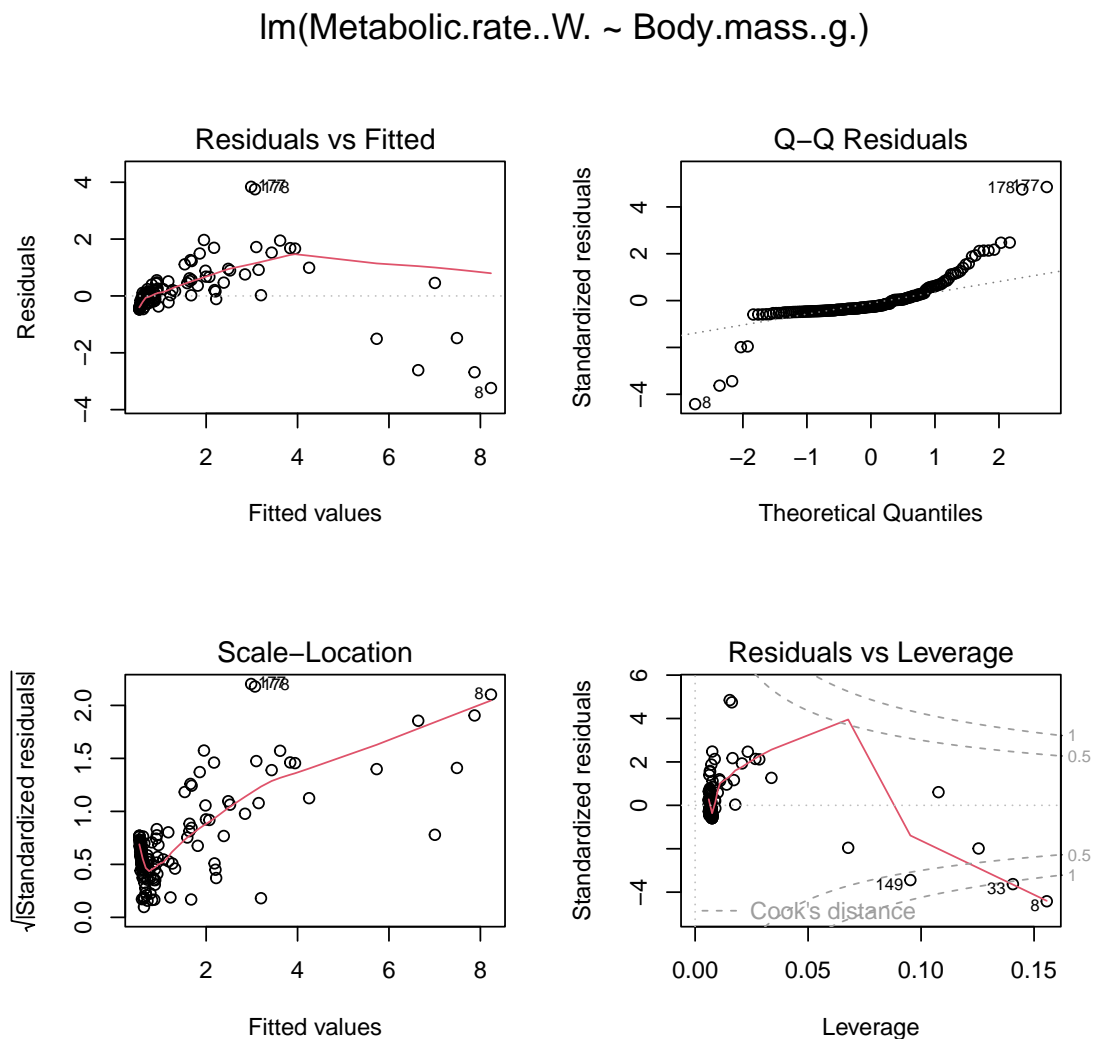 lm(Metabolic.rate..W. ~ Body.mass..g.)
Residuals vs Fitted
Residuals
4
2
0
−2
−4
177
178
8
2 4 6 8
Fitted values
Q−Q Residuals
Standardized residuals
4
2
0
−4
178
177
8
−2 −1 0 1 2
Theoretical Quantiles
Scale−Location
√|Standardized residuals|
2.0
1.5
1.0
0.5
0.0
177
178
8
2 4 6 8
Fitted values
Residuals vs Leverage
Standardized residuals
6
4
2
0
−4
1
0.5
0.5
1
149
33
8
Cook's distance
0.00 0.05 0.10 0.15
Leverage